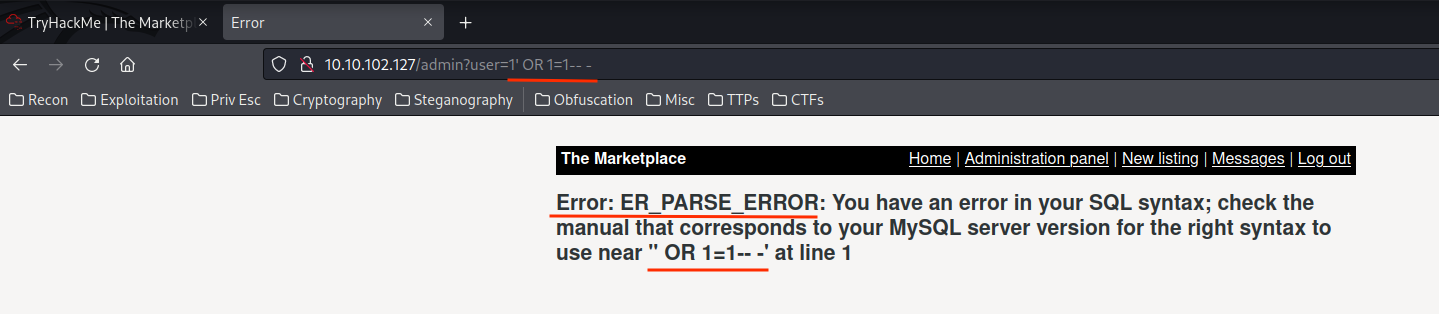 TryHackMe | The Marketp
Error
10.10.102.127/admin?user=1' OR 1=1-- -
Recon Exploitation Priv Esc Cryptography Steganography Obfuscation Misc TTPs CTFs
The Marketplace Home | Administration panel | New listing | Messages | Log out
Error: ER_PARSE_ERROR: You have an error in your SQL syntax; check the
manual that corresponds to your MySQL server version for the right syntax to
use near '' OR 1=1-- -' at line 1